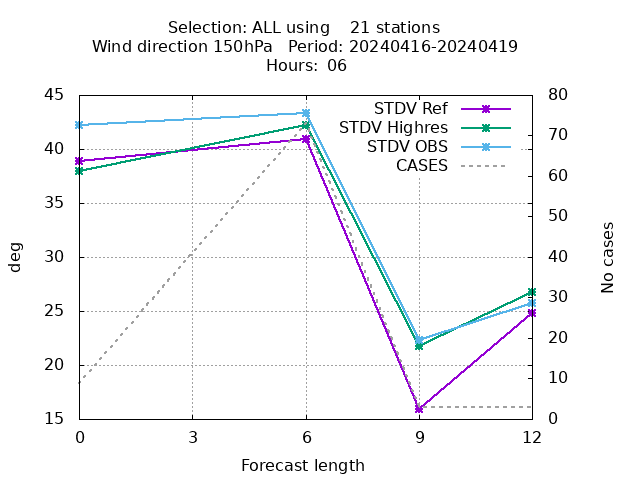 Selection: ALL using    21 stations
Wind direction 150hPa   Period: 20240416-20240419
Hours: 06
STDV Ref
STDV Highres
STDV OBS
CASES
45
40
35
30
25
20
15
80
70
60
50
40
30
20
10
0
deg
No cases
0 3 6 9 12
Forecast length